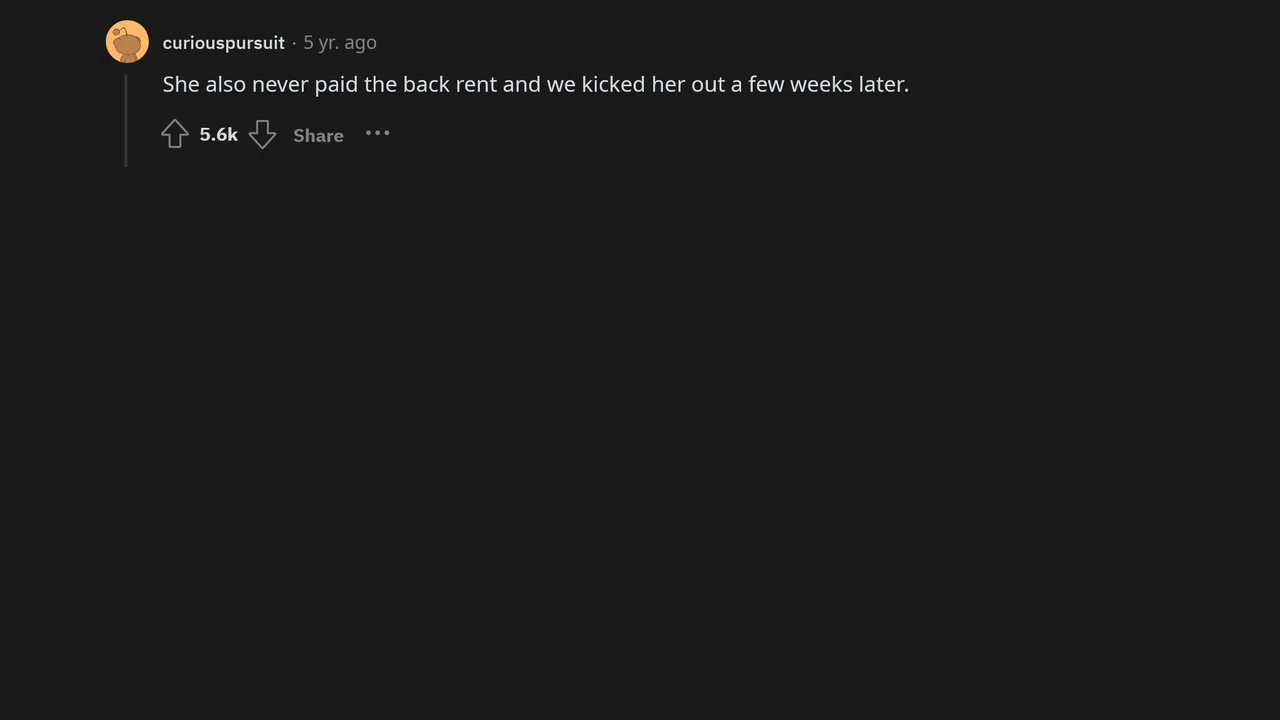 curiouspursuit · 5 yr. ago
She also never paid the back rent and we kicked her out a few weeks later.
5.6k Share ···